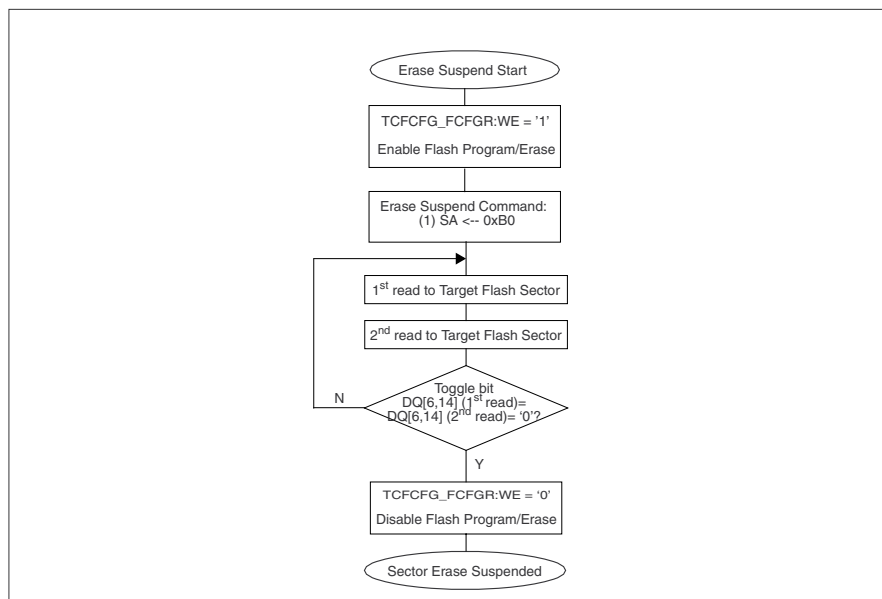 Erase Suspend Start
TCFCFG_FCFGR:WE = ’1’
Enable Flash Program/Erase
Erase Suspend Command:
(1) SA <-- 0xB0
1st read to Target Flash Sector
2nd read to Target Flash Sector
Toggle bit
DQ[6,14] (1st read)=
DQ[6,14] (2nd read)= ‘0’?
N
Y
TCFCFG_FCFGR:WE = ‘0’
Disable Flash Program/Erase
Sector Erase Suspended